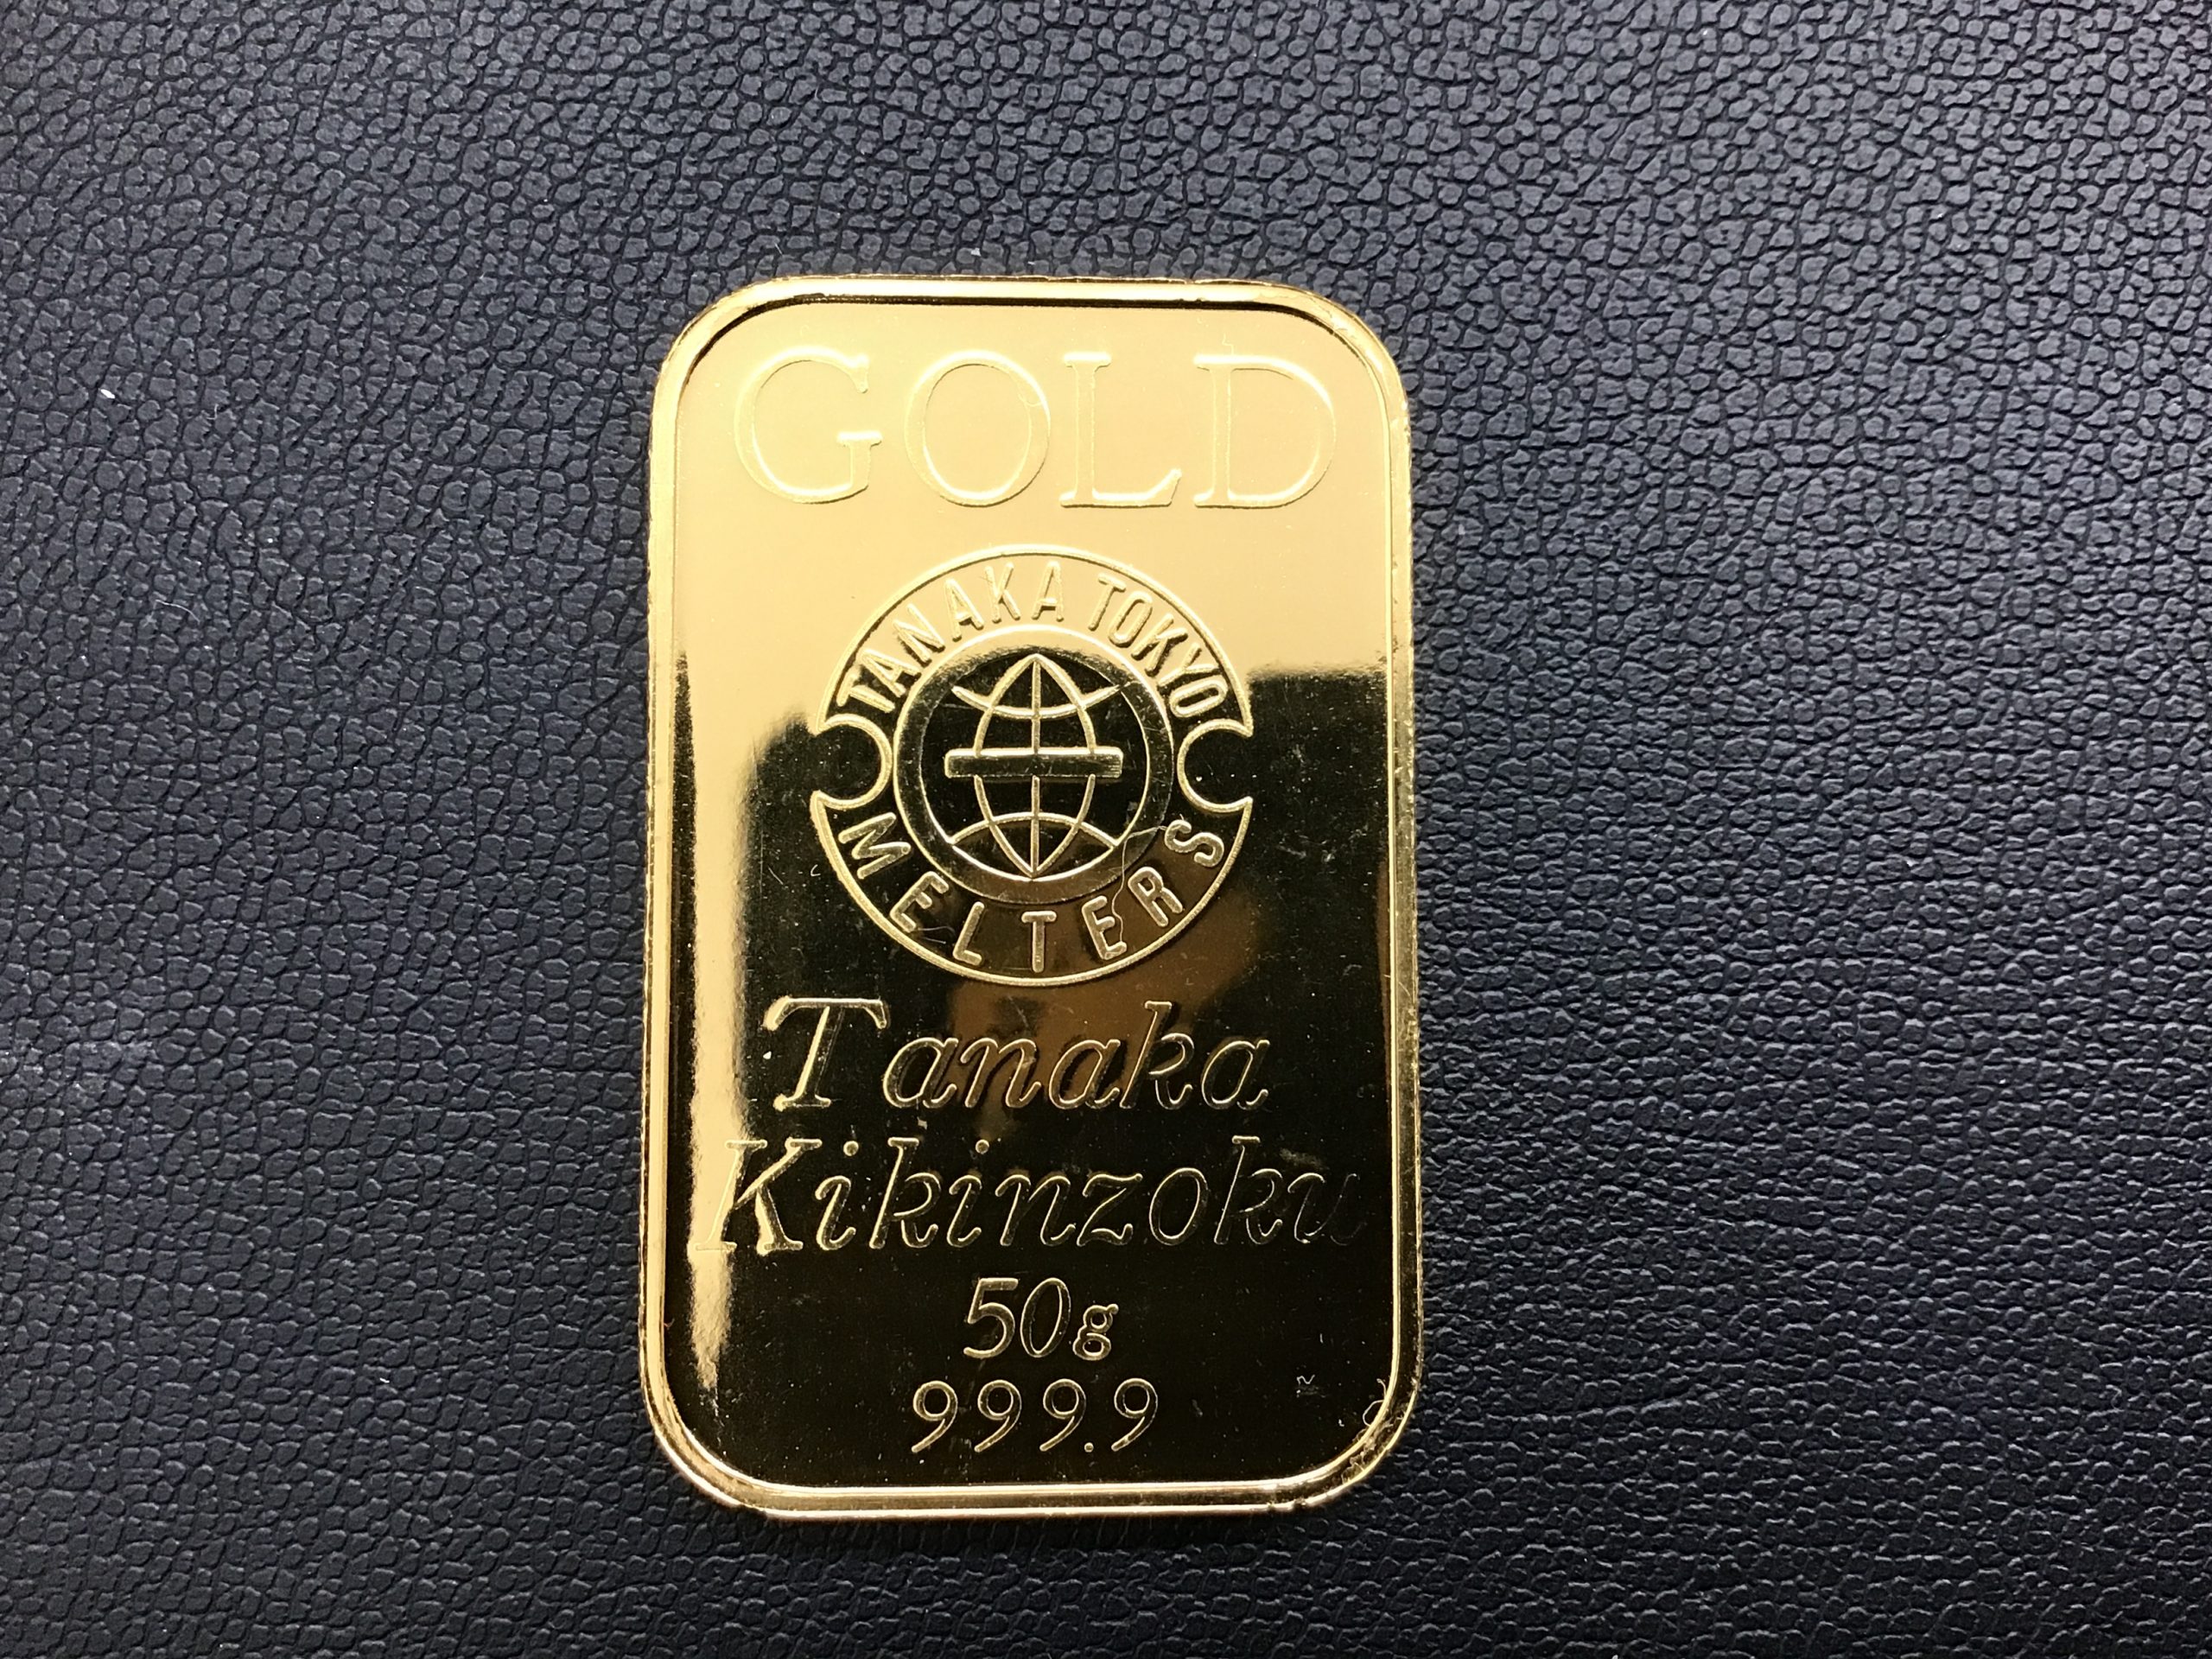 GOLD
TANAKA TOKYO
MELTERS
Tanaka
Kikinzoku
50g
999.9